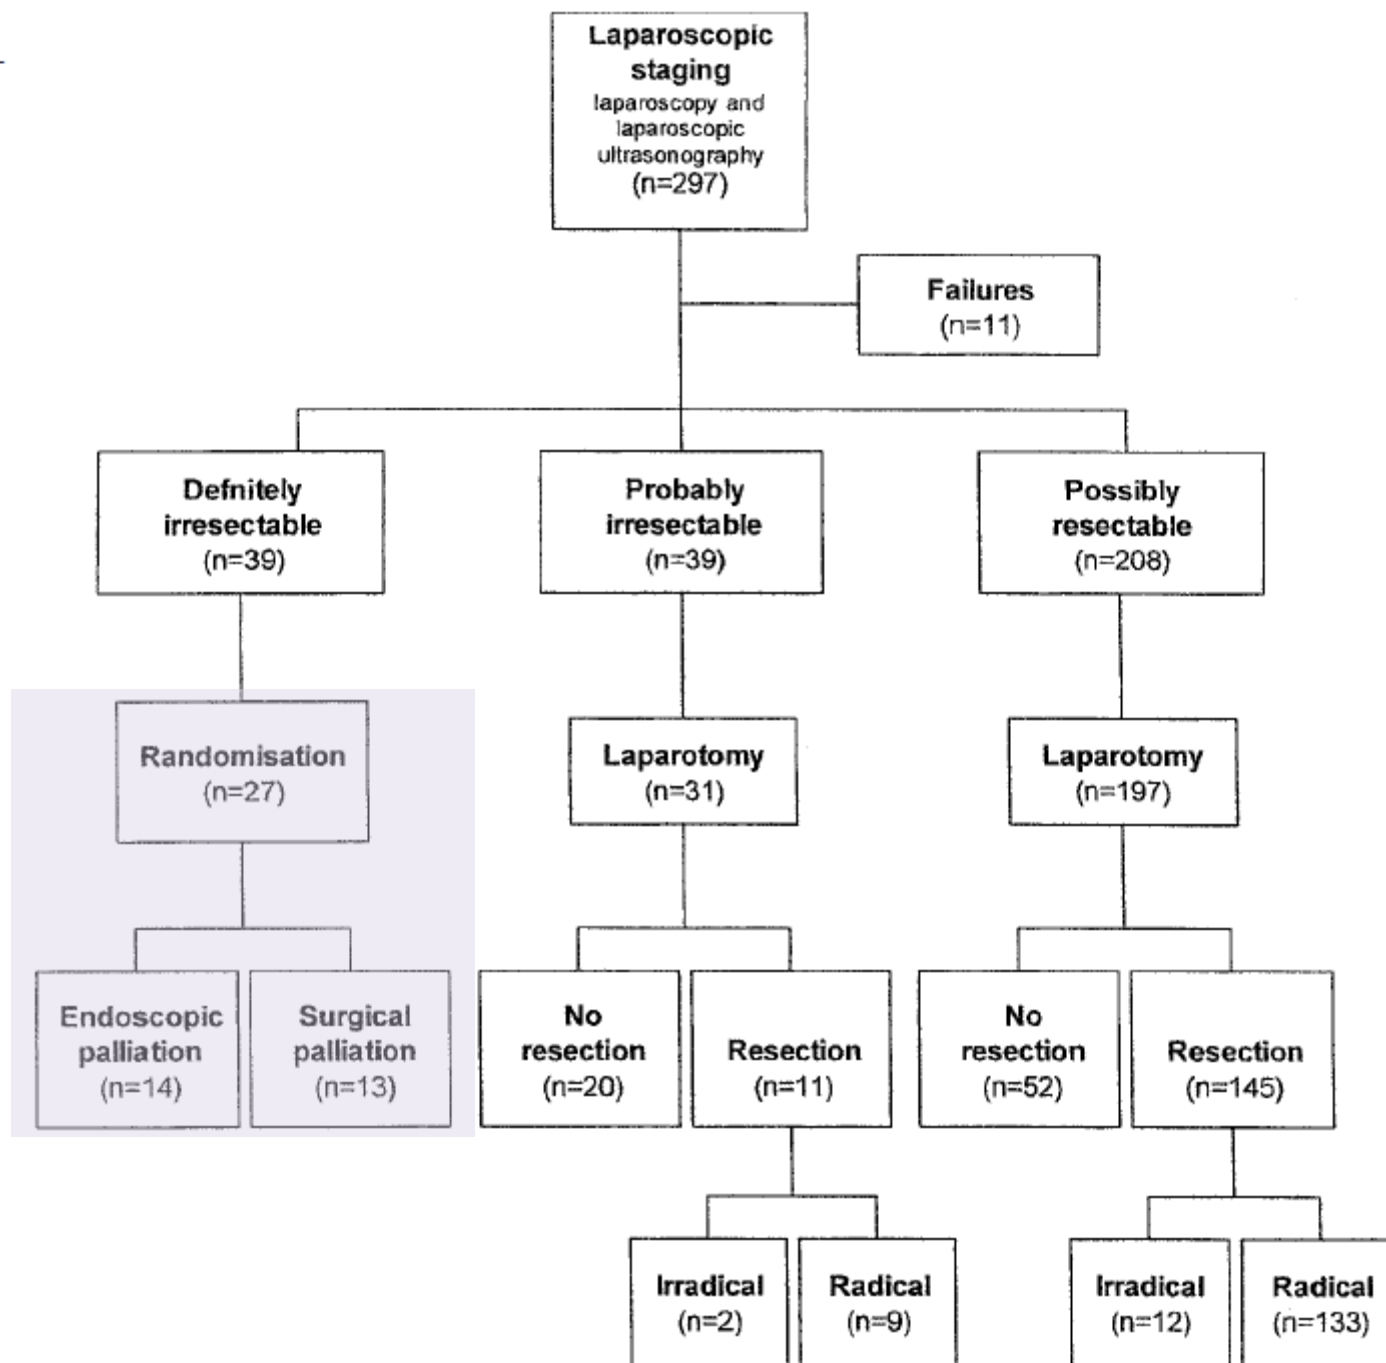 Laparoscopic
staging
laparoscopy and
laparoscopic
ultrasonography
(n=297)
Failures
(n=11)
Defnitely
irresectable
(n=39)
Probably
irresectable
(n=39)
Possibly
resectable
(n=208)
Randomisation
(n=27)
Laparotomy
(n=31)
Laparotomy
(n=197)
Endoscopic
palliation
(n=14)
Surgical
palliation
(n=13)
No
resection
(n=20)
Resection
(n=11)
No
resection
(n=52)
Resection
(n=145)
Irradical
(n=2)
Radical
(n=9)
Irradical
(n=12)
Radical
(n=133)